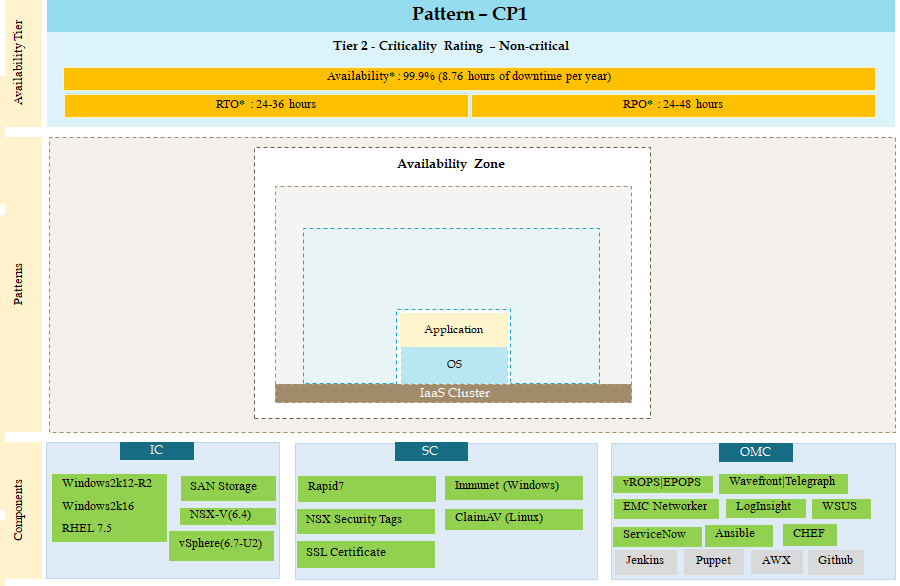 Pattern – CP1
Availability Tier
Tier 2 - Criticality Rating – Non-critical
Availability* : 99.9% (8.76 hours of downtime per year)
RTO* : 24-36 hours
RPO* : 24-48 hours
Patterns
Availability Zone
Application
OS
IaaS Cluster
Components
IC
Windows2k12-R2
Windows2k16
RHEL 7.5
SAN Storage
NSX-V(6.4)
vSphere(6.7-U2)
SC
Rapid7
NSX Security Tags
SSL Certificate
Immunet (Windows)
ClaimAV (Linux)
OMC
vROPS|EPOPS
Wavefront|Telegraph
EMC Networker
LogInsight
WSUS
ServiceNow
Ansible
CHEF
Jenkins
Puppet
AWX
Github